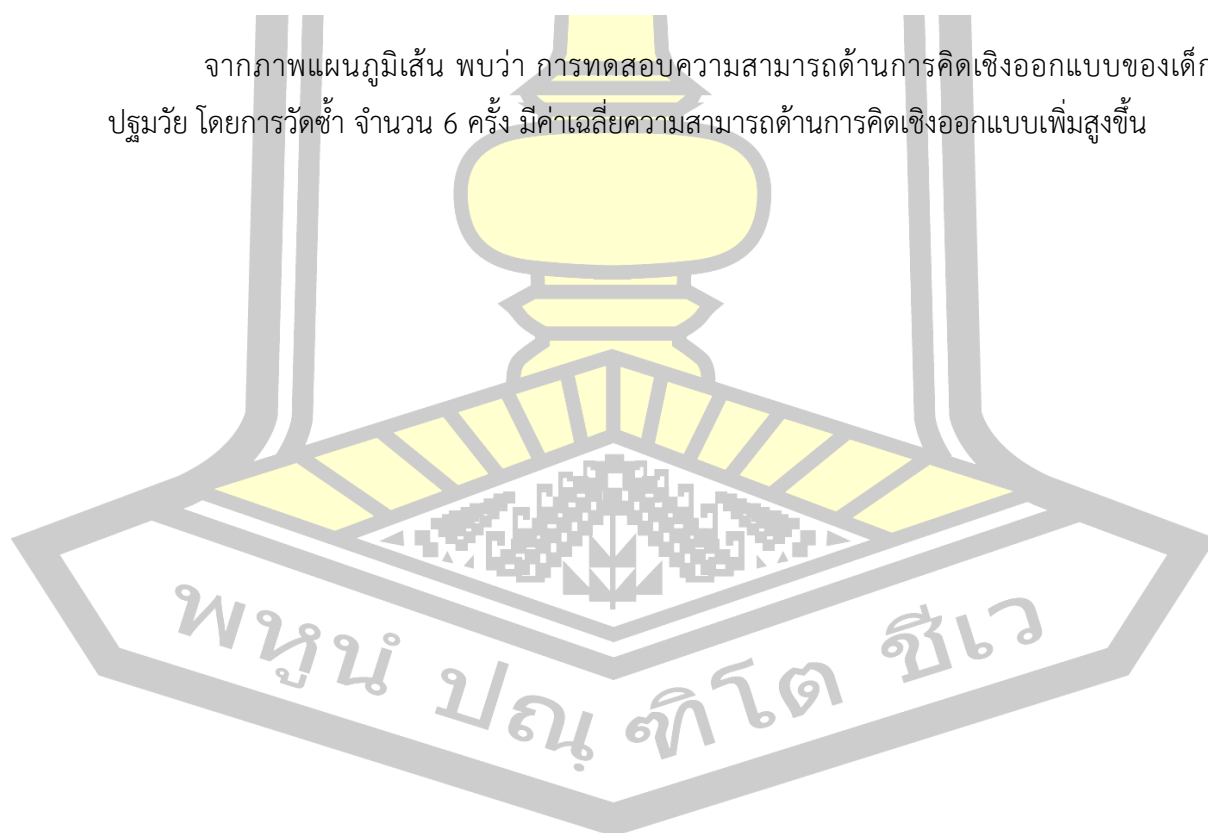 จากภาพแผนภูมิเส้น พบว่า การทดสอบความสามารถด้านการคิดเชิงออกแบบของเด็ก
ปฐมวัย โดยการวัดซ้ำ จำนวน 6 ครั้ง มีค่าเฉลี่ยความสามารถด้านการคิดเชิงออกแบบเพิ่มสูงขึ้น
พหูนํ ปณฺฑิโต ชีเว